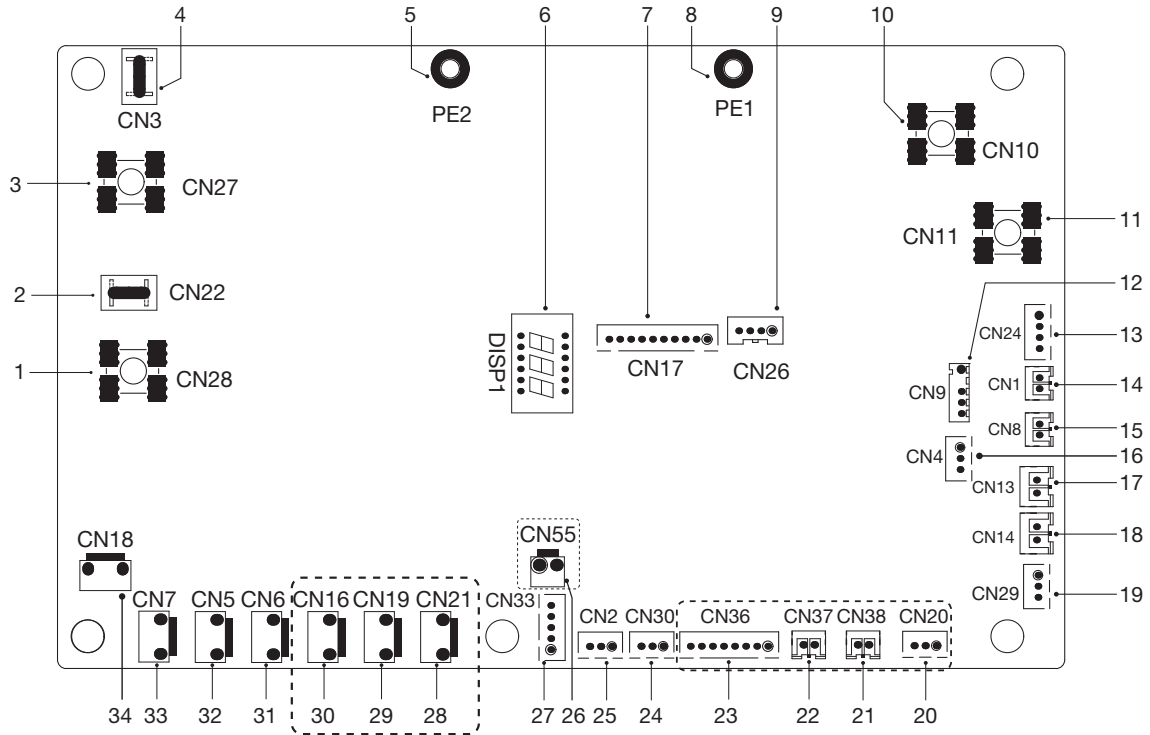 4 5 6 7 8 9 10
CN3
PE2
PE1
CN10
3
CN27
CN11
11
2
CN22
12
DISP1
CN24
13
CN17
CN26
1
CN28
CN9
CN1
14
CN8
15
CN4
16
CN13
17
CN18
CN55
CN14
18
CN7 CN5 CN6 CN16 CN19 CN21 CN33 CN2 CN30 CN36 CN37 CN38 CN20
CN29
19
34 33 32 31 30 29 28 27 26 25 24 23 22 21 20